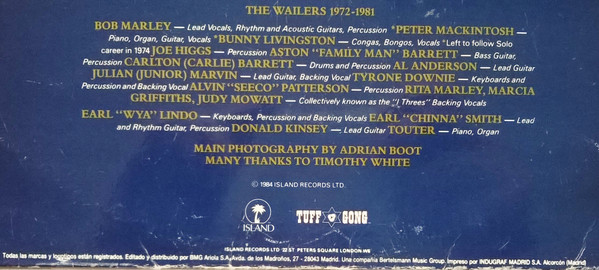 THE WAILERS 1972-1981
BOB MARLEY — Lead Vocals, Rhythm and Acoustic Guitars, Percussion *PETER MACKINTOSH —
Piano, Organ, Guitar, Vocals *BUNNY LIVINGSTON — Congas, Bongos, Vocals *Left to follow Solo
career in 1974 JOE HIGGS — Percussion ASTON "FAMILY MAN" BARRETT — Bass Guitar,
Percussion CARLTON (CARLIE) BARRETT — Drums and Percussion AL ANDERSON — Lead Guitar
JULIAN (JUNIOR) MARVIN — Lead Guitar, Backing Vocal TYRONE DOWNIE — Keyboards and
Percussion and Backing Vocal ALVIN "SEECO" PATTERSON — Percussion RITA MARLEY, MARCIA
GRIFFITHS, JUDY MOWATT — Collectively known as the "I Threes" Backing Vocals
EARL "WYA" LINDO — Keyboards, Percussion and Backing Vocals EARL "CHINNA" SMITH — Lead
and Rhythm Guitar, Percussion DONALD KINSEY — Lead Guitar TOUTER — Piano, Organ
MAIN PHOTOGRAPHY BY ADRIAN BOOT
MANY THANKS TO TIMOTHY WHITE
© 1984 ISLAND RECORDS LTD.
ISLAND
TUFF GONG
ISLAND RECORDS LTD 22 ST PETERS SQUARE LONDON W6
Todas las marcas y logotipos están registrados. Editado y distribuido por BMG Ariola S.A. Avda. de los Madroños, 27 - 28043 Madrid. Una compañía Bertelsmann Music Group. Impreso por INDUGRAF MADRID S.A. Alcorcón (Madrid)